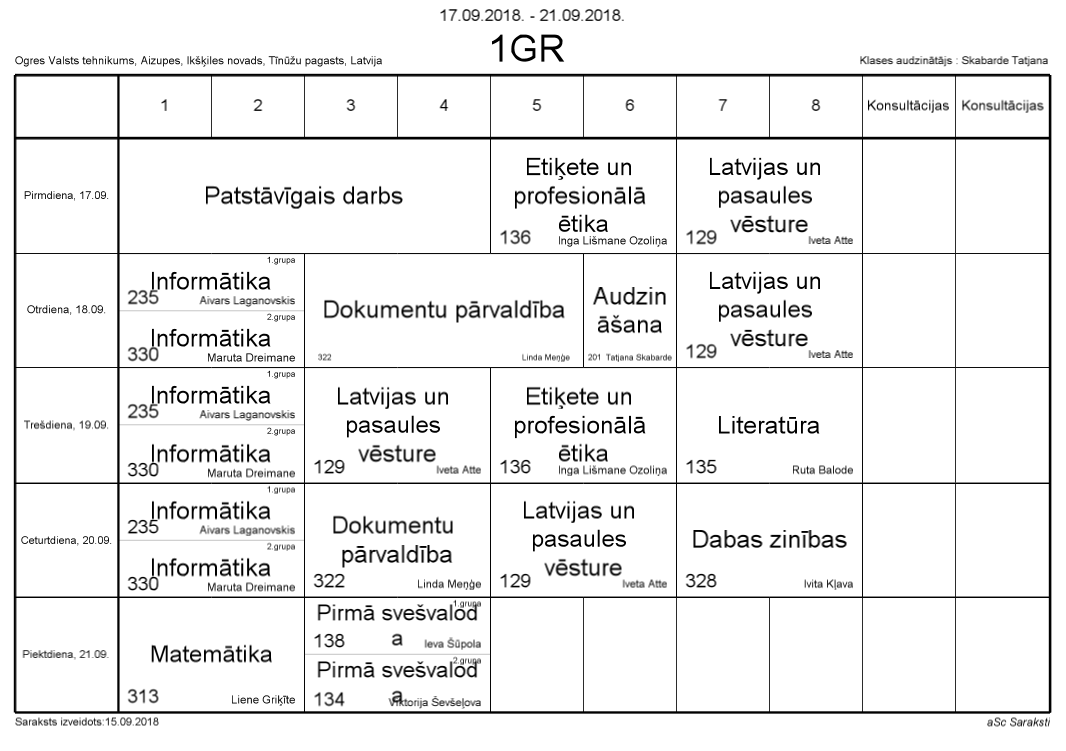 17.09.2018. - 21.09.2018.
1GR
Ogres Valsts tehnikums, Aizupes, Ikšķiles novads, Tīnūžu pagasts, Latvija
Klases audzinātājs : Skabarde Tatjana
1 2 3 4 5 6 7 8 Konsultācijas Konsultācijas
Pirmdiena, 17.09.
Patstāvīgais darbs
Etiķete un
profesionālā
ētika
136 Inga Lišmane Ozoliņa
Latvijas un
pasaules
vēsture
129 Iveta Atte
Otrdiena, 18.09.
1.grupa
Informātika
235 Aivars Laganovskis
2.grupa
Informātika
330 Maruta Dreimane
Dokumentu pārvaldība
322 Linda Meņģe
Audzin
āšana
201 Tatjana Skabarde
Latvijas un
pasaules
vēsture
129 Iveta Atte
Trešdiena, 19.09.
1.grupa
Informātika
235 Aivars Laganovskis
2.grupa
Informātika
330 Maruta Dreimane
Latvijas un
pasaules
vēsture
129 Iveta Atte
Etiķete un
profesionālā
ētika
136 Inga Lišmane Ozoliņa
Literatūra
135 Ruta Balode
Ceturtdiena, 20.09.
1.grupa
Informātika
235 Aivars Laganovskis
2.grupa
Informātika
330 Maruta Dreimane
Dokumentu
pārvaldība
322 Linda Meņģe
Latvijas un
pasaules
vēsture
129 Iveta Atte
Dabas zinības
328 Ivita Kļava
Piektdiena, 21.09.
Matemātika
313 Liene Griķīte
1.grupa
Pirmā svešvalod
a
138 Ieva Šūpola
2.grupa
Pirmā svešvalod
a
134 Viktorija Ševšeļova
Saraksts izveidots:15.09.2018
aSc Saraksti